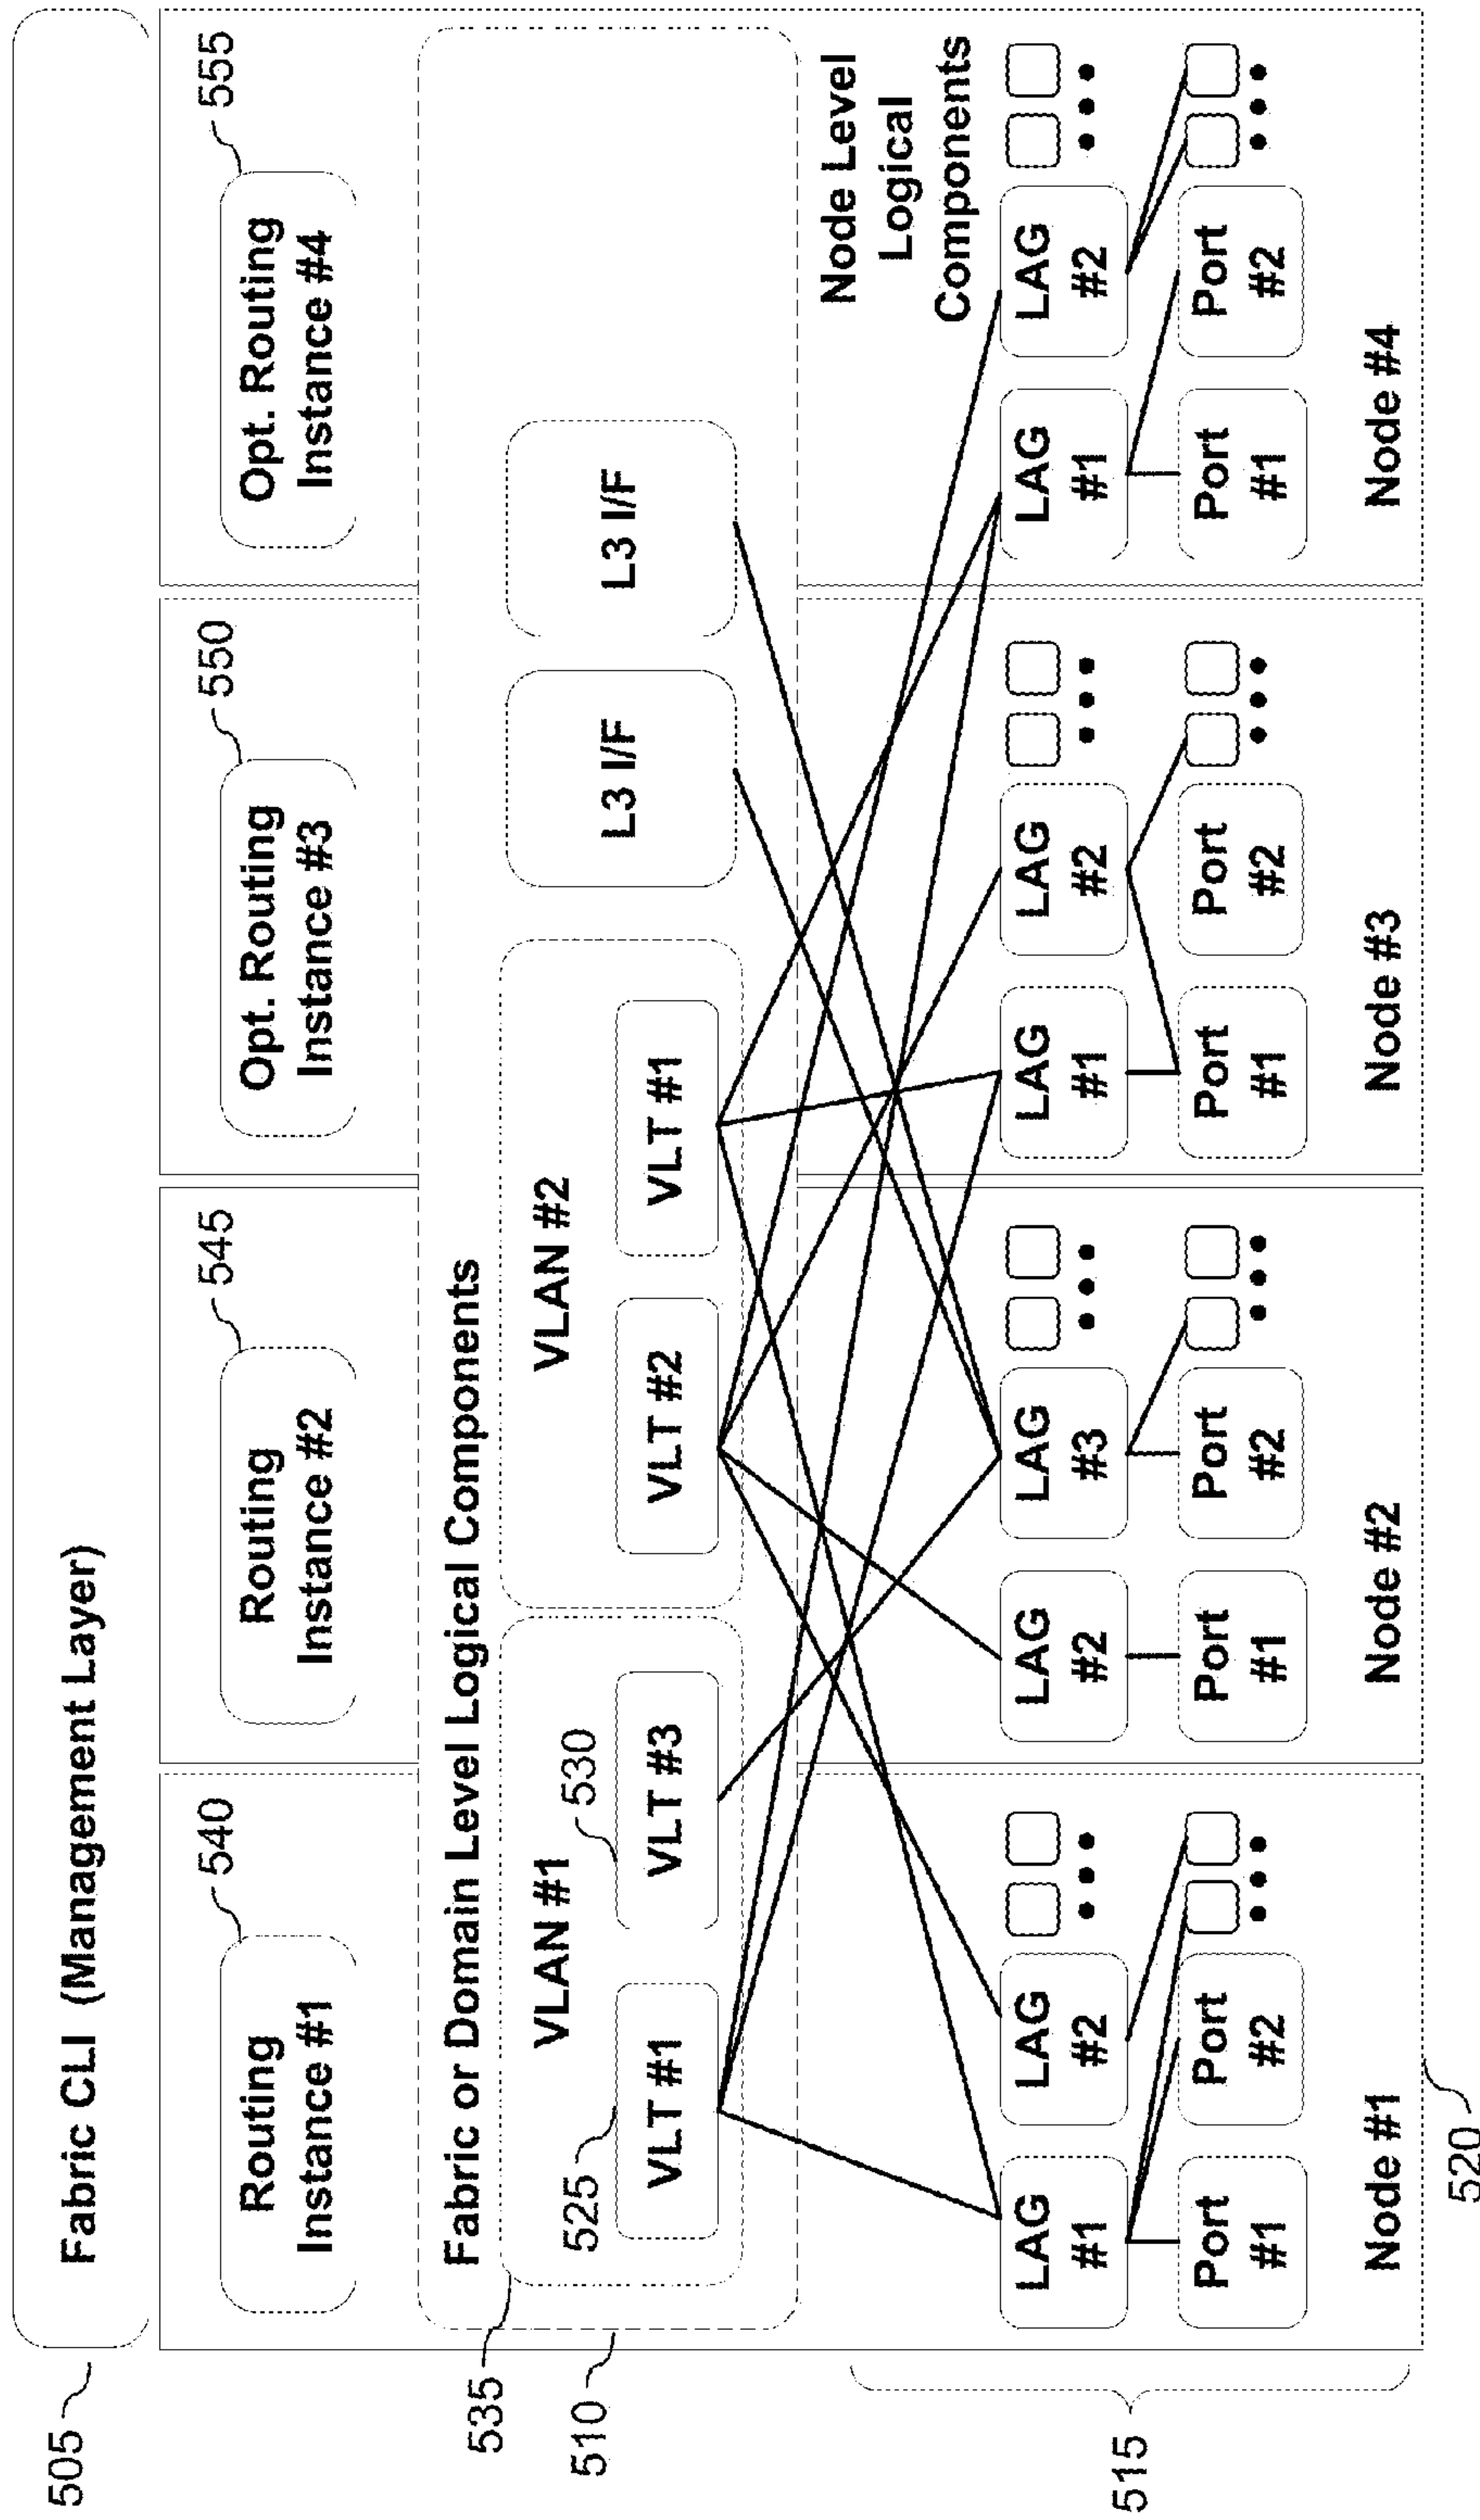 505
Fabric CLI (Management Layer)
540
Routing
Instance #1
545
Routing
Instance #2
550
Opt. Routing
Instance #3
555
Opt. Routing
Instance #4
535
510
Fabric or Domain Level Logical Components
VLAN #1
525
VLT #1
530
VLT #3
VLAN #2
VLT #2
VLT #1
L3 I/F
L3 I/F
Node Level
Logical
Components
515
LAG
#1
LAG
#2
Port
#1
Port
#2
Node #1
520
LAG
#2
LAG
#3
Port
#1
Port
#2
Node #2
LAG
#1
LAG
#2
Port
#1
Port
#2
Node #3
LAG
#1
LAG
#2
Port
#1
Port
#2
Node #4